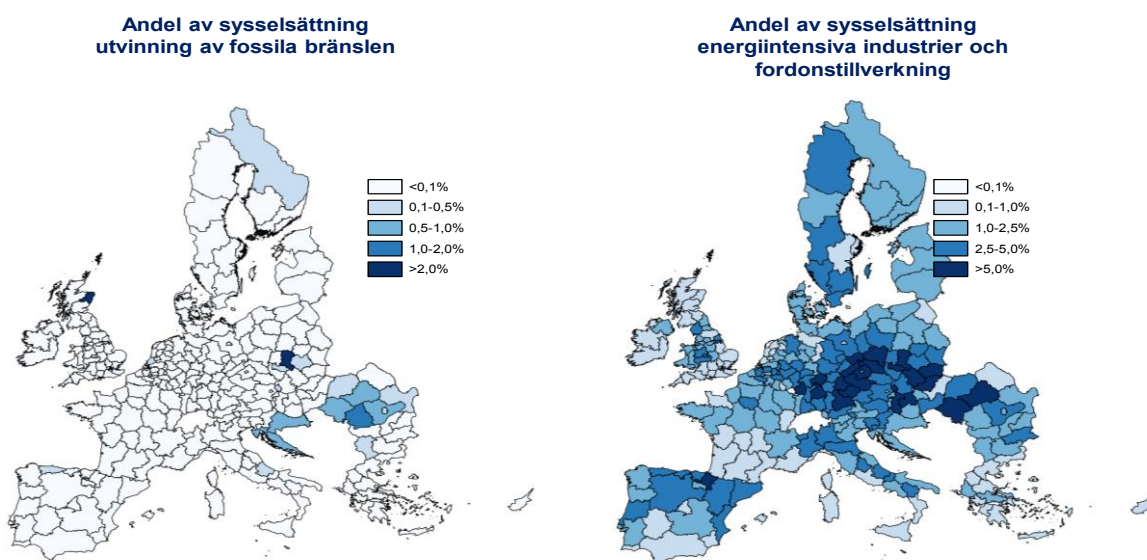 Andel av sysselsättning
utvinning av fossila bränslen
<0,1%
0,1-0,5%
0,5-1,0%
1,0-2,0%
>2,0%
Andel av sysselsättning
energiintensiva industrier och
fordonstillverkning
<0,1%
0,1-1,0%
1,0-2,5%
2,5-5,0%
>5,0%